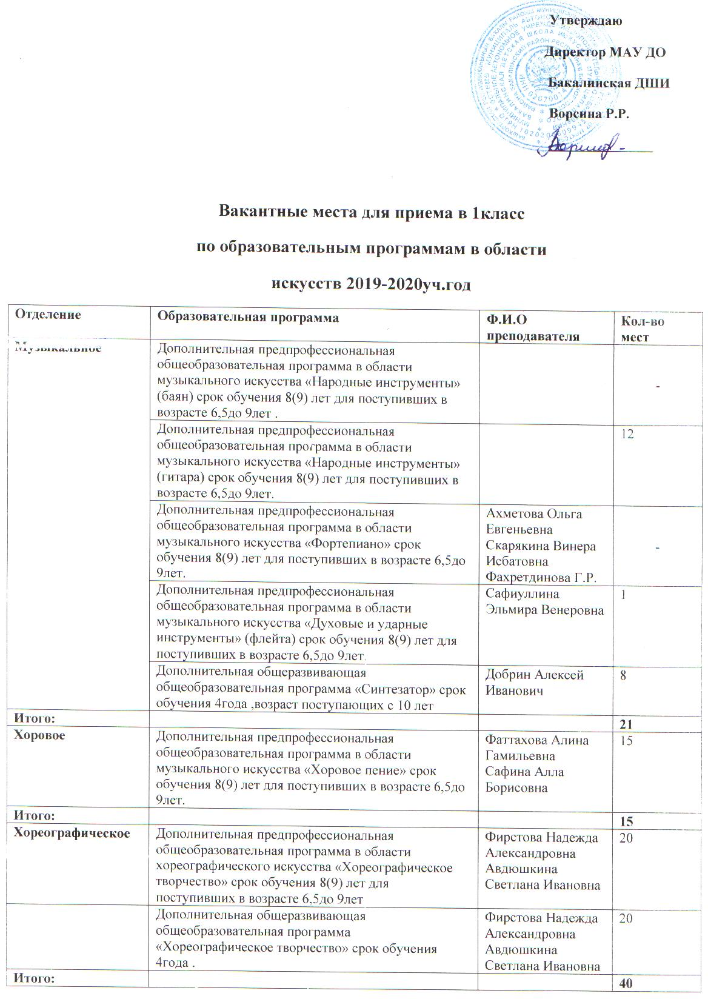 Утверждаю
Директор МАУ ДО
Бакалинская ДШИ
Ворсина Р.Р.
Вакантные места для приема в 1класс
по образовательным программам в области
искусств 2019-2020уч.год
Отделение
Образовательная программа
Ф.И.О
преподавателя
Кол-во
мест
Музыкальное
Дополнительная предпрофессиональная
общеобразовательная программа в области
музыкального искусства «Народные инструменты»
(баян) срок обучения 8(9) лет для поступивших в
возрасте 6,5до 9лет .
-
Дополнительная предпрофессиональная
общеобразовательная программа в области
музыкального искусства «Народные инструменты»
(гитара) срок обучения 8(9) лет для поступивших в
возрасте 6,5до 9лет.
12
Дополнительная предпрофессиональная
общеобразовательная программа в области
музыкального искусства «Фортепиано» срок
обучения 8(9) лет для поступивших в возрасте 6,5до
9лет.
Ахметова Ольга
Евгеньевна
Скарякина Винера
Исбатовна
Фахретдинова Г.Р.
-
Дополнительная предпрофессиональная
общеобразовательная программа в области
музыкального искусства «Духовые и ударные
инструменты» (флейта) срок обучения 8(9) лет для
поступивших в возрасте 6,5до 9лет.
Сафиуллина
Эльмира Венеровна
1
Дополнительная общеразвивающая
общеобразовательная программа «Синтезатор» срок
обучения 4года ,возраст поступающих с 10 лет
Добрин Алексей
Иванович
8
Итого:
21
Хоровое
Дополнительная предпрофессиональная
общеобразовательная программа в области
музыкального искусства «Хоровое пение» срок
обучения 8(9) лет для поступивших в возрасте 6,5до
9лет.
Фаттахова Алина
Гамильевна
Сафина Алла
Борисовна
15
Итого:
15
Хореографическое
Дополнительная предпрофессиональная
общеобразовательная программа в области
хореографического искусства «Хореографическое
творчество» срок обучения 8(9) лет для
поступивших в возрасте 6,5до 9лет
Фирстова Надежда
Александровна
Авдюшкина
Светлана Ивановна
20
Дополнительная общеразвивающая
общеобразовательная программа
«Хореографическое творчество» срок обучения
4года .
Фирстова Надежда
Александровна
Авдюшкина
Светлана Ивановна
20
Итого:
40